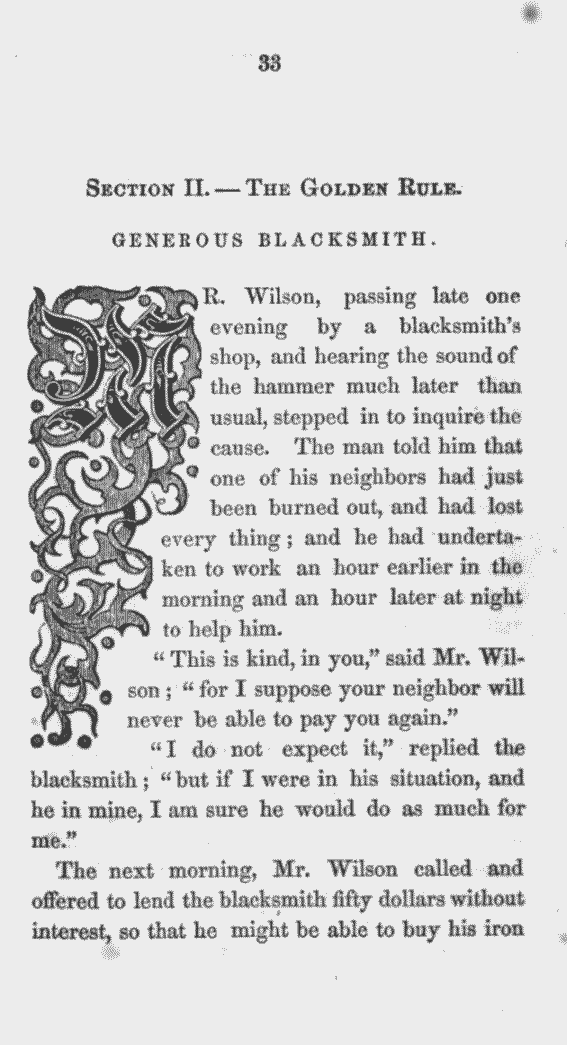 33
SECTION II. — THE GOLDEN RULE.
GENEROUS BLACKSMITH.
MR. Wilson, passing late one
evening by a blacksmith's
shop, and hearing the sound of
the hammer much later than
usual, stepped in to inquire the
cause. The man told him that
one of his neighbors had just
been burned out, and had lost
every thing; and he had underta-
ken to work an hour earlier in the
morning and an hour later at night
to help him.
"This is kind, in you," said Mr. Wil-
son; "for I suppose your neighbor will
never be able to pay you again."
"I do not expect it," replied the
blacksmith; "but if I were in his situation, and
he in mine, I am sure he would do as much for
me."
The next morning, Mr. Wilson called and
offered to lend the blacksmith fifty dollars without
interest, so that he might be able to buy his iron